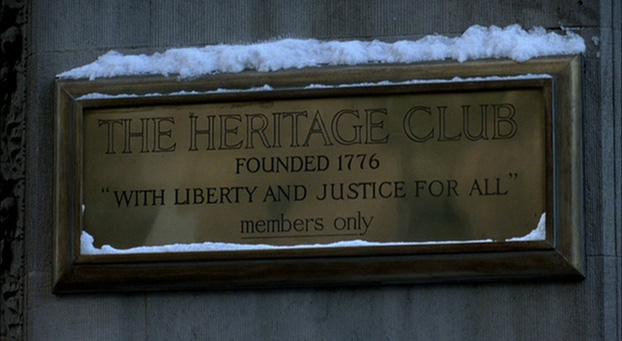 THE HERITAGE CLUB
FOUNDED 1776
“WITH LIBERTY AND JUSTICE FOR ALL”
members only